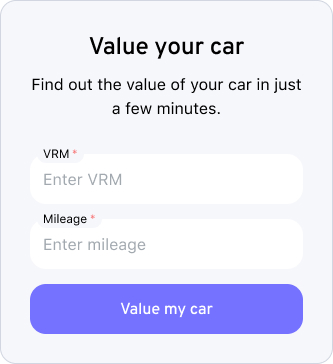 Value your car
Find out the value of your car in just
a few minutes.
VRM *
Enter VRM
Mileage *
Enter mileage
Value my car